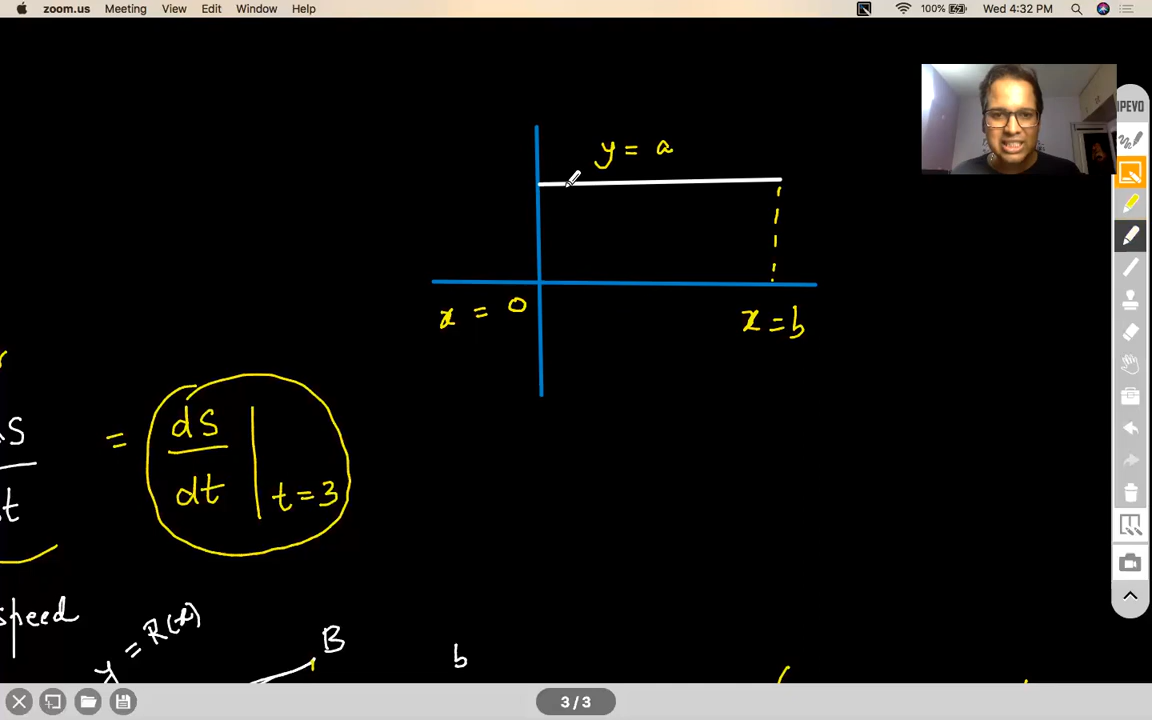 zoom.us Meeting View Edit Window Help 100% Wed 4:32 PM
IPEVO
y = a
x = 0
x = b
S
t
= dS
dt
t = 3
speed
y = R(t)
B
b
3 / 3